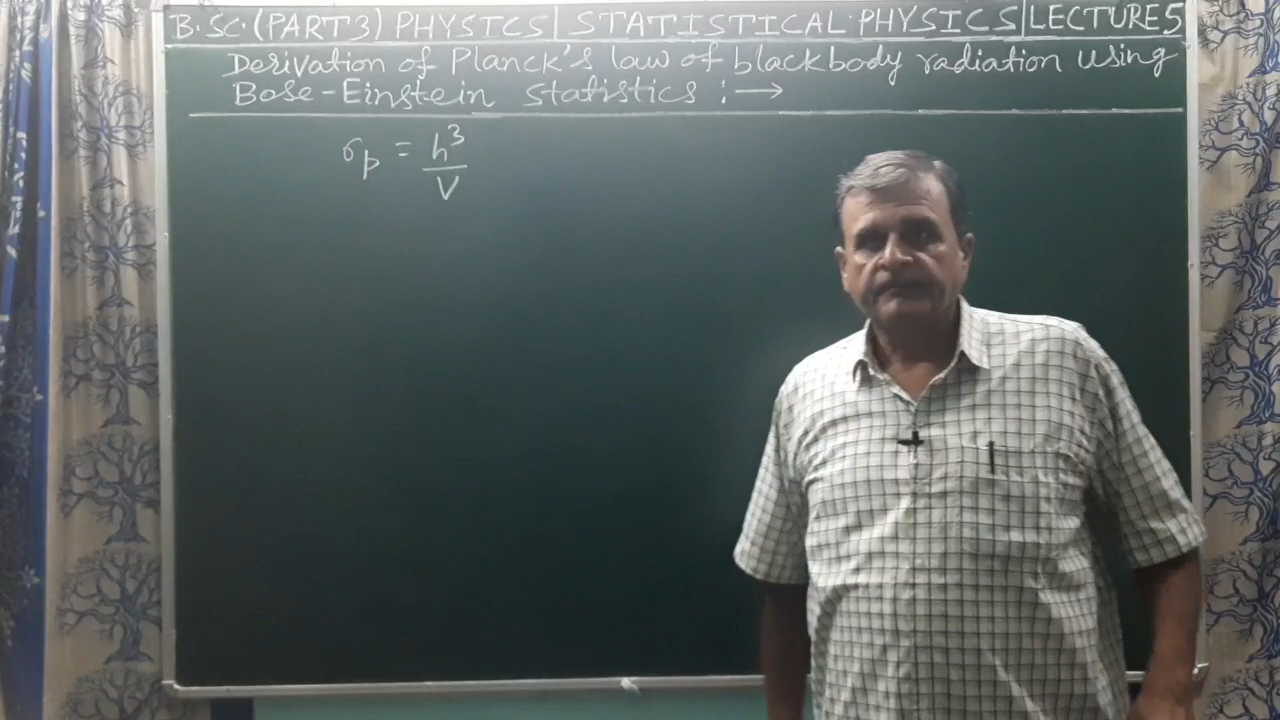 B.SC.(PART3) PHYSICS| STATISTICAL PHYSICS|LECTURE5
Derivation of Planck's law of blackbody radiation using
Bose-Einstein statistics :→
σp = h³/V